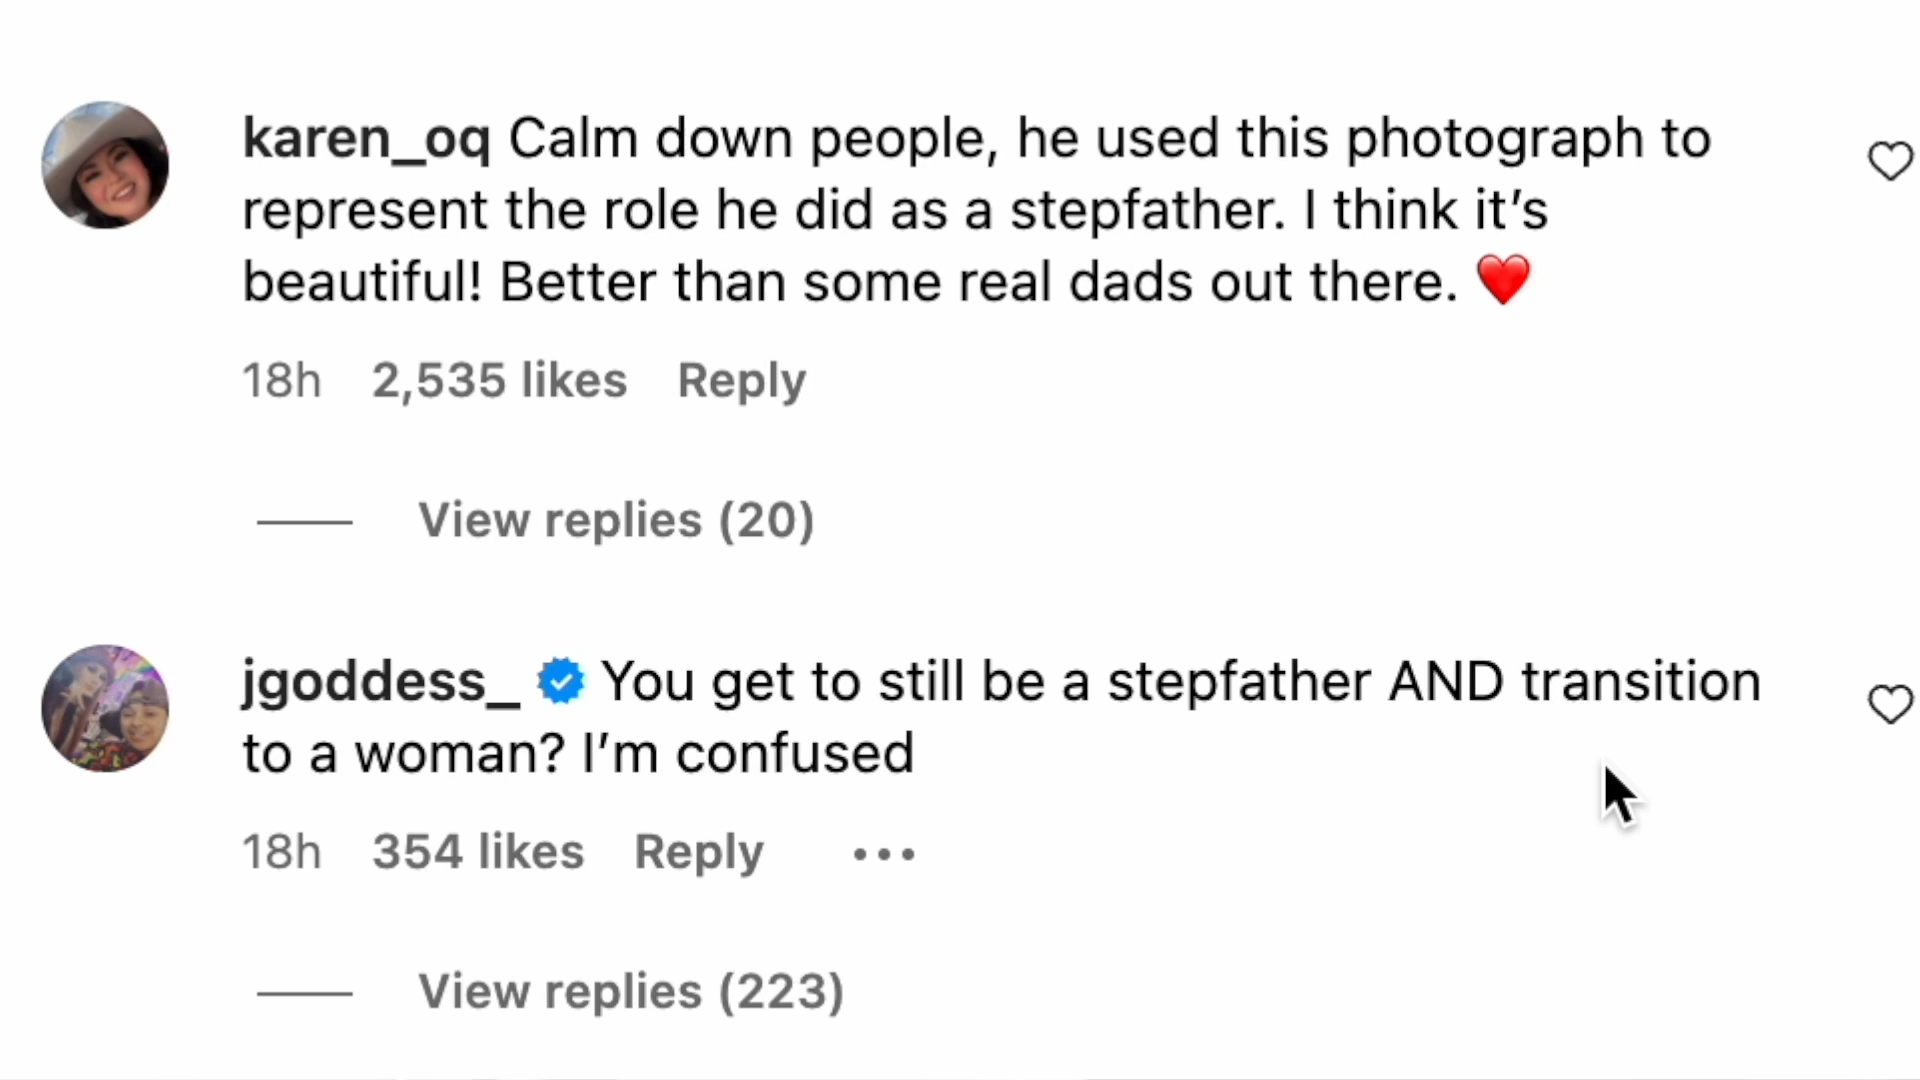 karen_oq Calm down people, he used this photograph to
represent the role he did as a stepfather. I think it’s
beautiful! Better than some real dads out there. ❤️
18h 2,535 likes Reply
View replies (20)
jgoddess_ You get to still be a stepfather AND transition
to a woman? I’m confused
18h 354 likes Reply •••
View replies (223)